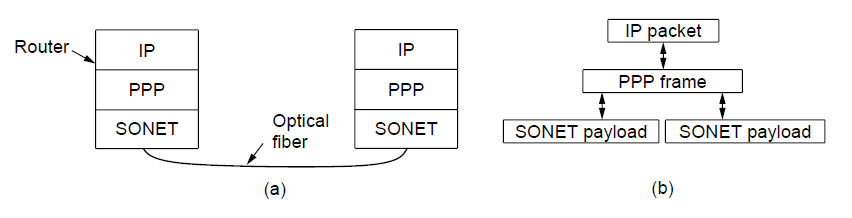 Router
IP
PPP
SONET
IP
PPP
SONET
Optical
fiber
(a)
IP packet
PPP frame
SONET payload
SONET payload
(b)